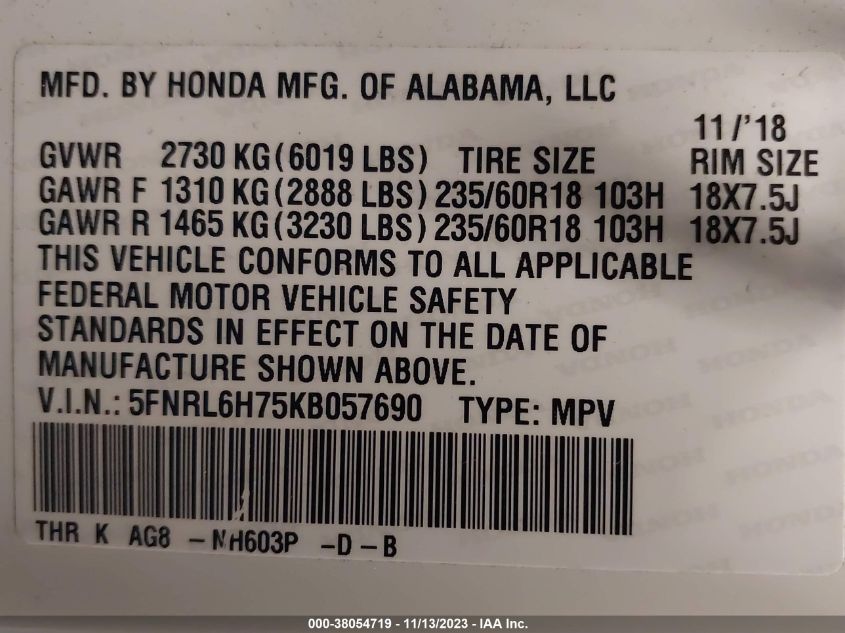 MFD. BY HONDA MFG. OF ALABAMA, LLC
11/'18
GVWR 2730 KG(6019 LBS) TIRE SIZE RIM SIZE
GAWR F 1310 KG(2888 LBS) 235/60R18 103H 18X7.5J
GAWR R 1465 KG(3230 LBS) 235/60R18 103H 18X7.5J
THIS VEHICLE CONFORMS TO ALL APPLICABLE
FEDERAL MOTOR VEHICLE SAFETY
STANDARDS IN EFFECT ON THE DATE OF
MANUFACTURE SHOWN ABOVE.
V.I.N.: 5FNRL6H75KB057690 TYPE: MPV
THR K AG8 -NH603P -D-B
000-38054719 - 11/13/2023 - IAA Inc.